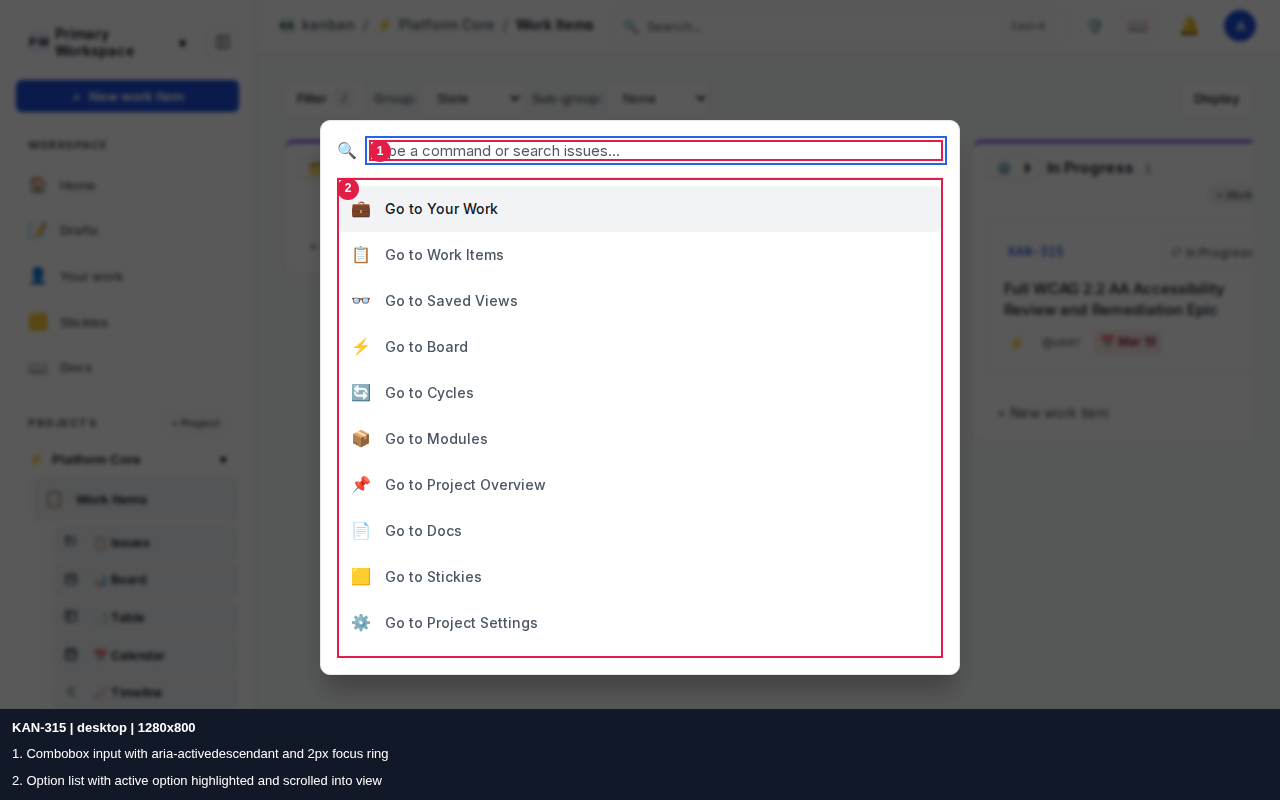 PW Primary Workspace ▾
+ New work item
WORKSPACE
Home
Drafts
Your work
Stickies
Docs
PROJECTS + Project
Platform Core ▾
Work Items
Issues
Board
Table
Calendar
Timeline
kanban / Platform Core / Work Items
Search...
A
Filter / Group: State Sub-group: None Display
In Progress 1
KAN-315 In Progress
Full WCAG 2.2 AA Accessibility
Review and Remediation Epic
@user Mar 15
+ New work item
1
be a command or search issues...
2
Go to Your Work
Go to Work Items
Go to Saved Views
Go to Board
Go to Cycles
Go to Modules
Go to Project Overview
Go to Docs
Go to Stickies
Go to Project Settings
KAN-315 | desktop | 1280x800
1. Combobox input with aria-activedescendant and 2px focus ring
2. Option list with active option highlighted and scrolled into view